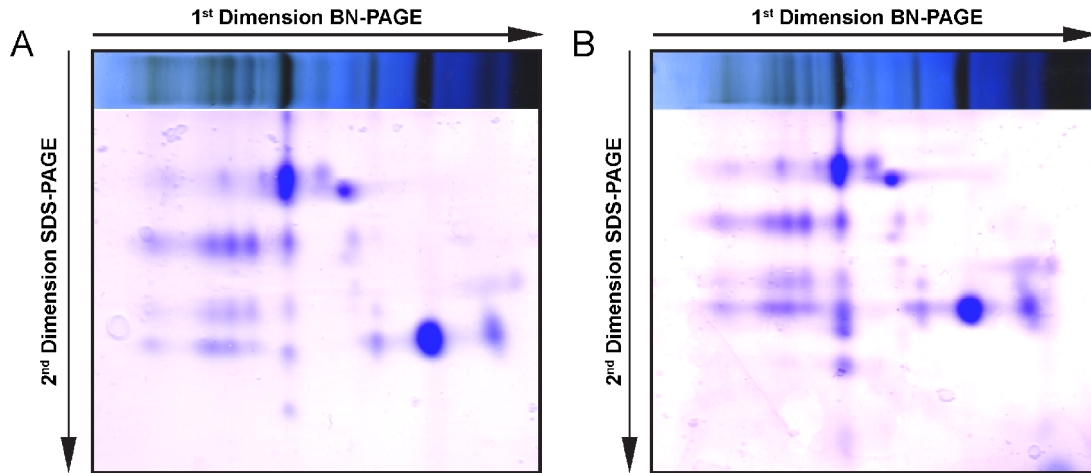 1st Dimension BN-PAGE
A
2nd Dimension SDS-PAGE
1st Dimension BN-PAGE
B
2nd Dimension SDS-PAGE